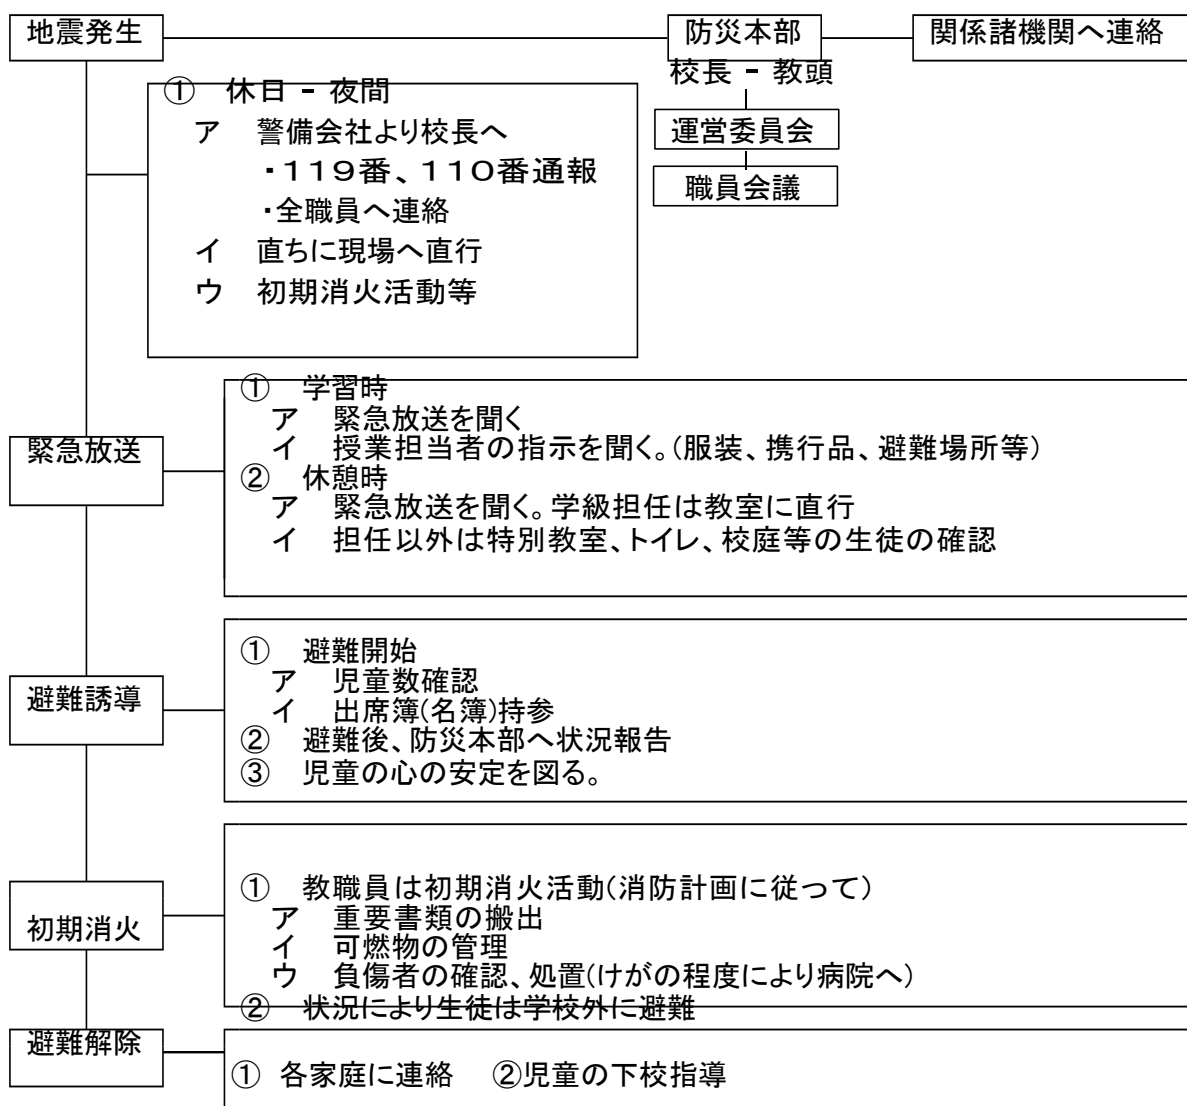 地震発生
防災本部
関係諸機関へ連絡
校長 - 教頭
運営委員会
職員会議
① 休日 - 夜間
ア 警備会社より校長へ
・119番、110番通報
・全職員へ連絡
イ 直ちに現場へ直行
ウ 初期消火活動等
緊急放送
① 学習時
ア 緊急放送を聞く
イ 授業担当者の指示を聞く。(服装、携行品、避難場所等)
② 休憩時
ア 緊急放送を聞く。学級担任は教室に直行
イ 担任以外は特別教室、トイレ、校庭等の生徒の確認
避難誘導
① 避難開始
ア 児童数確認
イ 出席簿(名簿)持参
② 避難後、防災本部へ状況報告
③ 児童の心の安定を図る。
初期消火
① 教職員は初期消火活動(消防計画に従って)
ア 重要書類の搬出
イ 可燃物の管理
ウ 負傷者の確認、処置(けがの程度により病院へ)
② 状況により生徒は学校外に避難
避難解除
① 各家庭に連絡 ②児童の下校指導